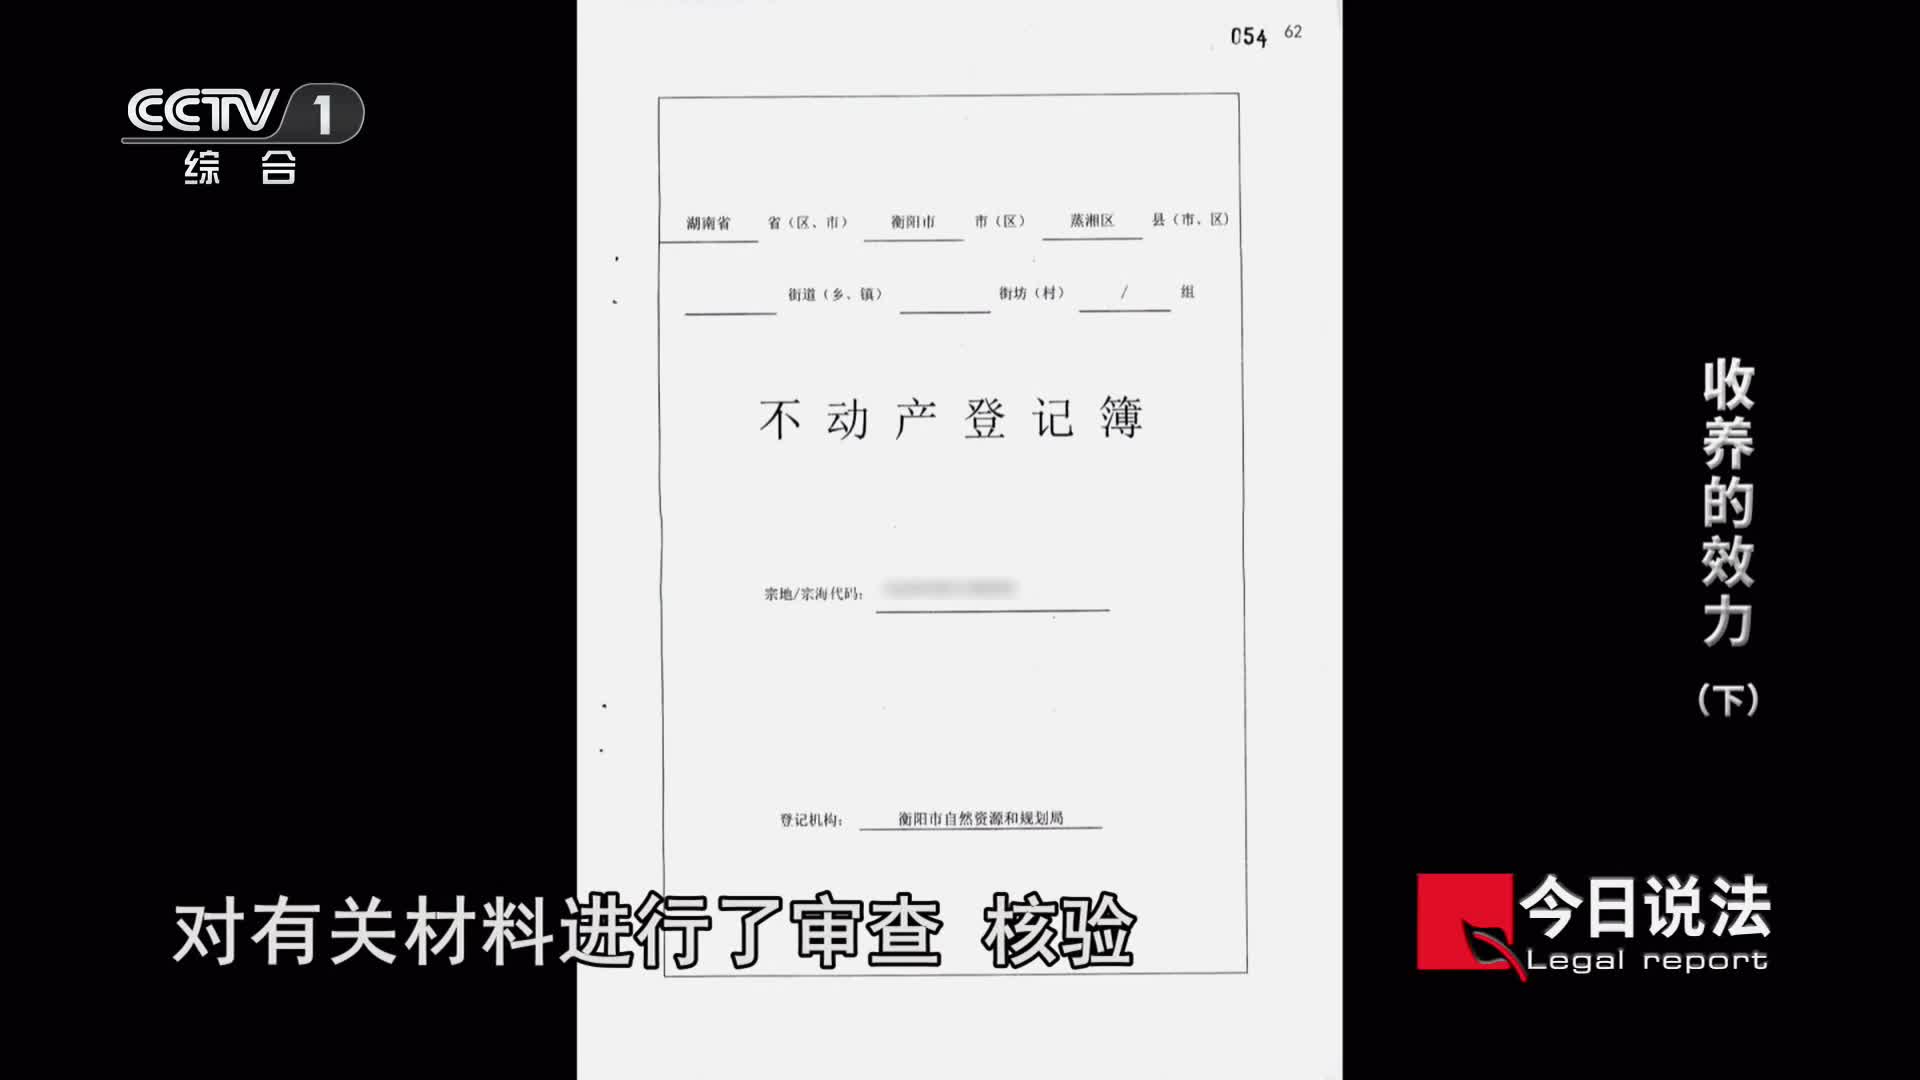 054 62
CCTV 1
综合
湖南省 省（区、市） 衡阳市 市（区） 蒸湘区 县（市、区）
街道（乡、镇） 街坊（村） / 组
不动产登记簿
宗地/宗海代码：
登记机构： 衡阳市自然资源和规划局
收养的效力
（下）
对有关材料进行了审查 核验
今日说法
Legal report